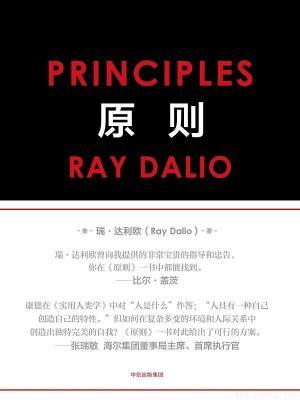 PRINCIPLES
原则
RAY DALIO
－美－ 瑞·达利欧（Ray Dalio）－著－
瑞·达利欧曾向我提供的非常宝贵的指导和忠告，
你在《原则》一书中都能找到。
——比尔·盖茨
康德在《实用人类学》中对“人是什么”作答：“人具有一种自己
创造自己的特性。”但如何在复杂多变的环境和人际关系中
创造出独特完美的自我？《原则》一书对此给出了可行的方案。
——张瑞敏 海尔集团董事局主席、首席执行官
中信出版集团